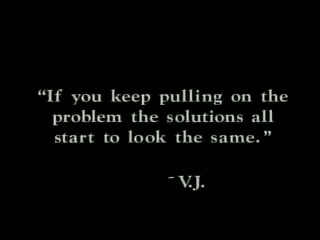 “If you keep pulling on the
problem the solutions all
start to look the same.”
- V.J.